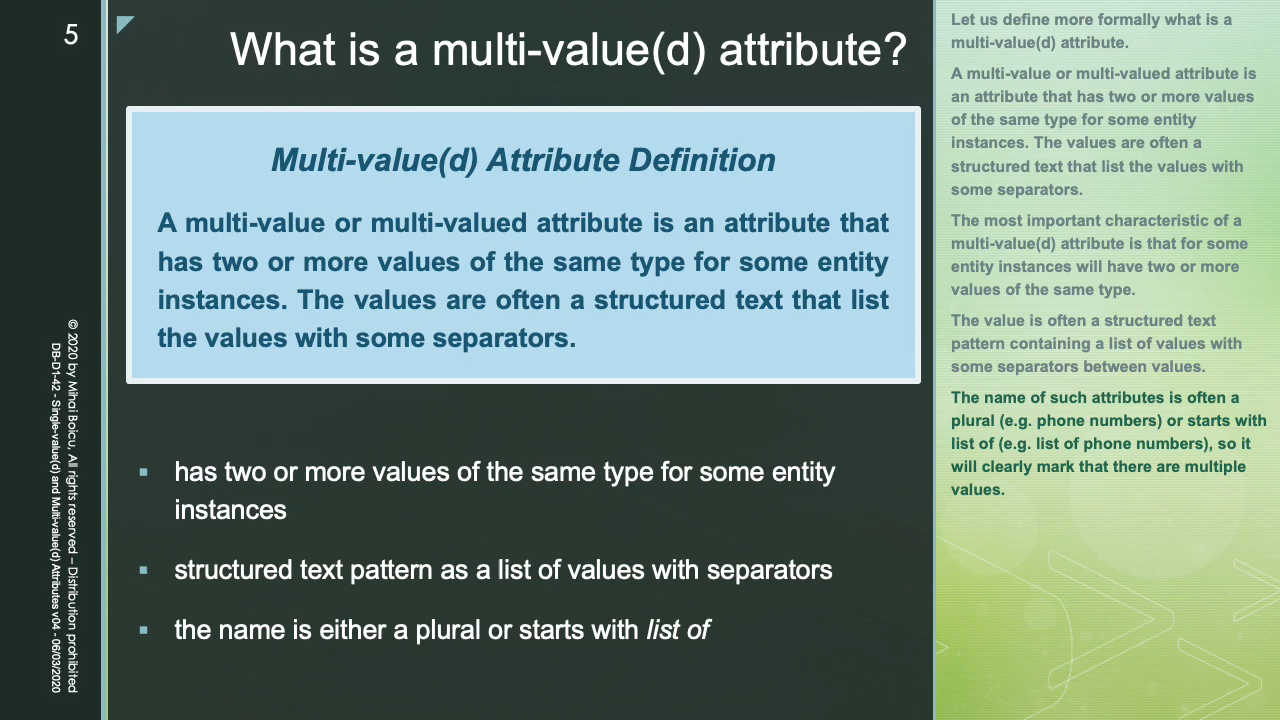 5
What is a multi-value(d) attribute?
Multi-value(d) Attribute Definition
A multi-value or multi-valued attribute is an attribute that
has two or more values of the same type for some entity
instances. The values are often a structured text that list
the values with some separators.
▪ has two or more values of the same type for some entity
instances
▪ structured text pattern as a list of values with separators
▪ the name is either a plural or starts with list of
© 2020 by Mihai Boicu, All rights reserved – Distribution prohibited
DB-D1-42 - Single-value(d) and Multi-value(d) Attributes v04 - 06/03/2020
Let us define more formally what is a
multi-value(d) attribute.
A multi-value or multi-valued attribute is
an attribute that has two or more values
of the same type for some entity
instances. The values are often a
structured text that list the values with
some separators.
The most important characteristic of a
multi-value(d) attribute is that for some
entity instances will have two or more
values of the same type.
The value is often a structured text
pattern containing a list of values with
some separators between values.
The name of such attributes is often a
plural (e.g. phone numbers) or starts with
list of (e.g. list of phone numbers), so it
will clearly mark that there are multiple
values.